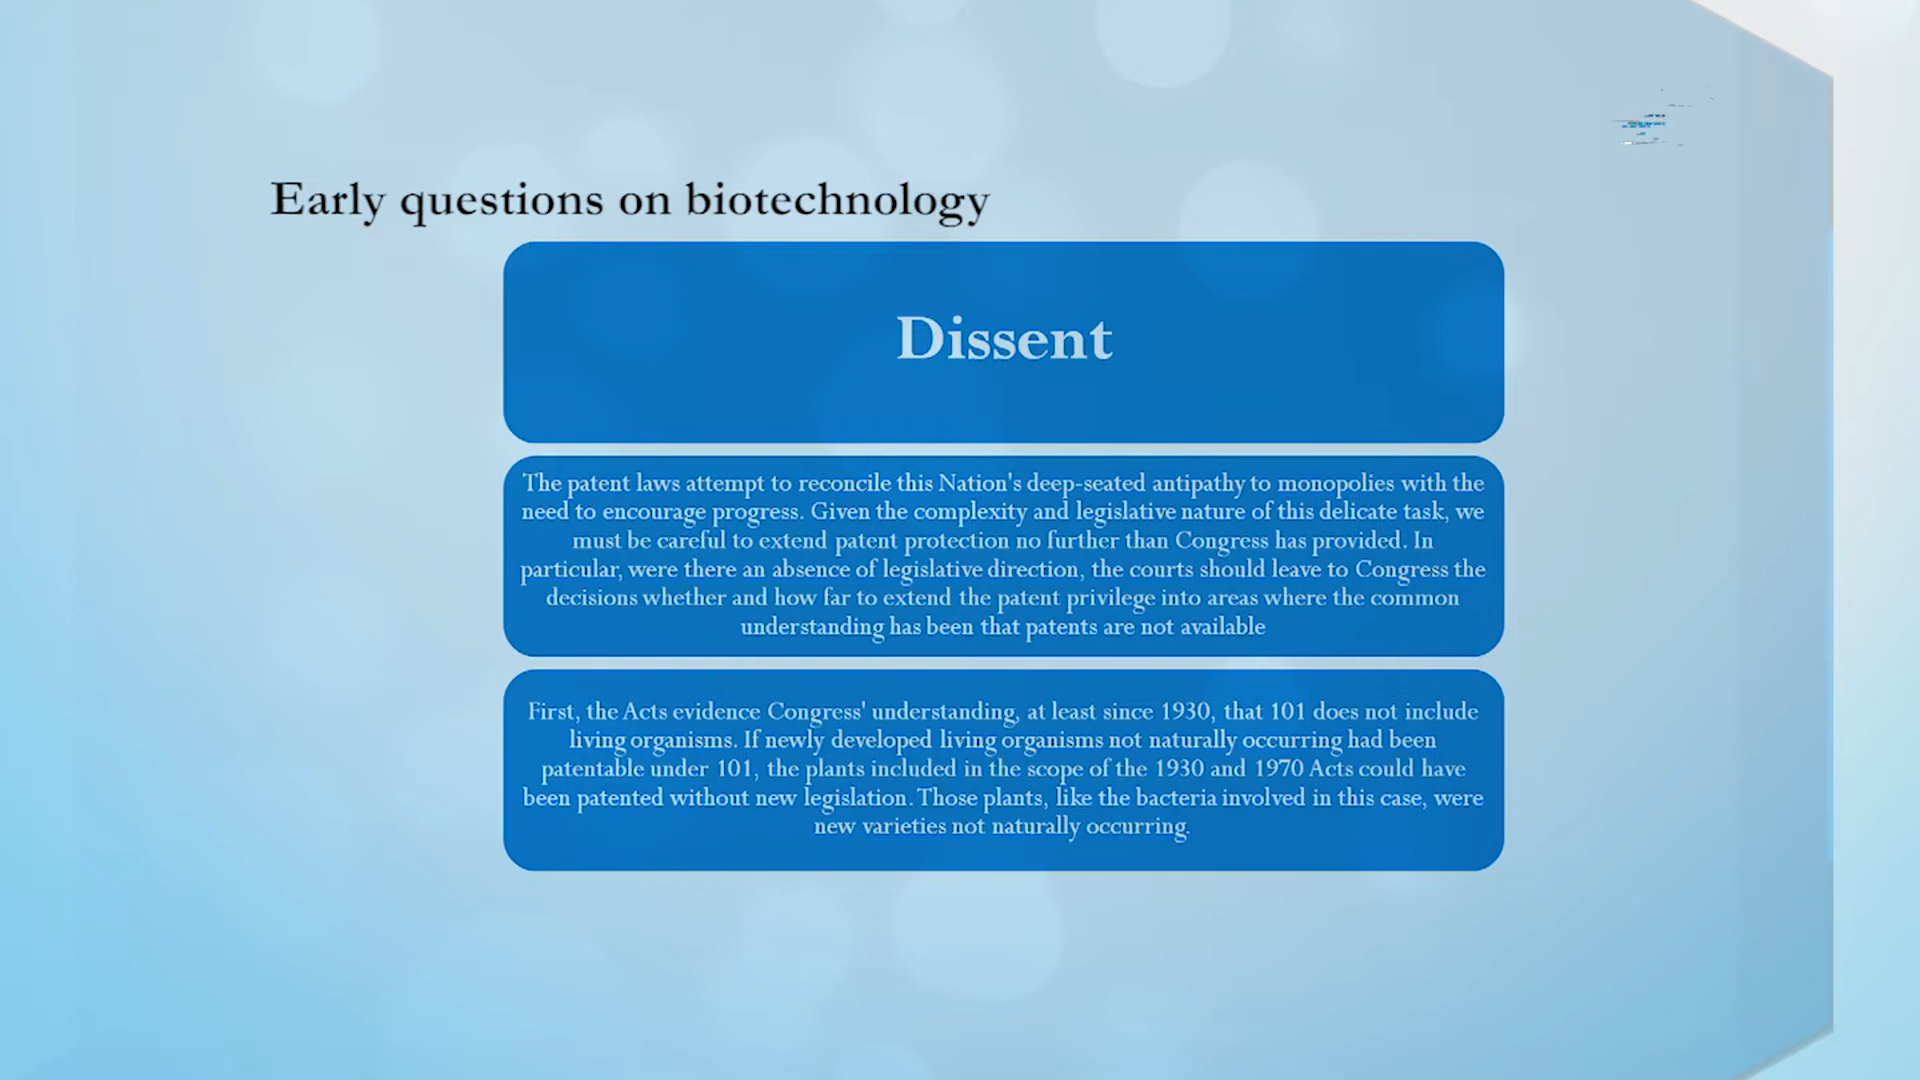 Early questions on biotechnology
Dissent
The patent laws attempt to reconcile this Nation's deep-seated antipathy to monopolies with the
need to encourage progress. Given the complexity and legislative nature of this delicate task, we
must be careful to extend patent protection no further than Congress has provided. In
particular, were there an absence of legislative direction, the courts should leave to Congress the
decisions whether and how far to extend the patent privilege into areas where the common
understanding has been that patents are not available
First, the Acts evidence Congress' understanding, at least since 1930, that 101 does not include
living organisms. If newly developed living organisms not naturally occurring had been
patentable under 101, the plants included in the scope of the 1930 and 1970 Acts could have
been patented without new legislation. Those plants, like the bacteria involved in this case, were
new varieties not naturally occurring.